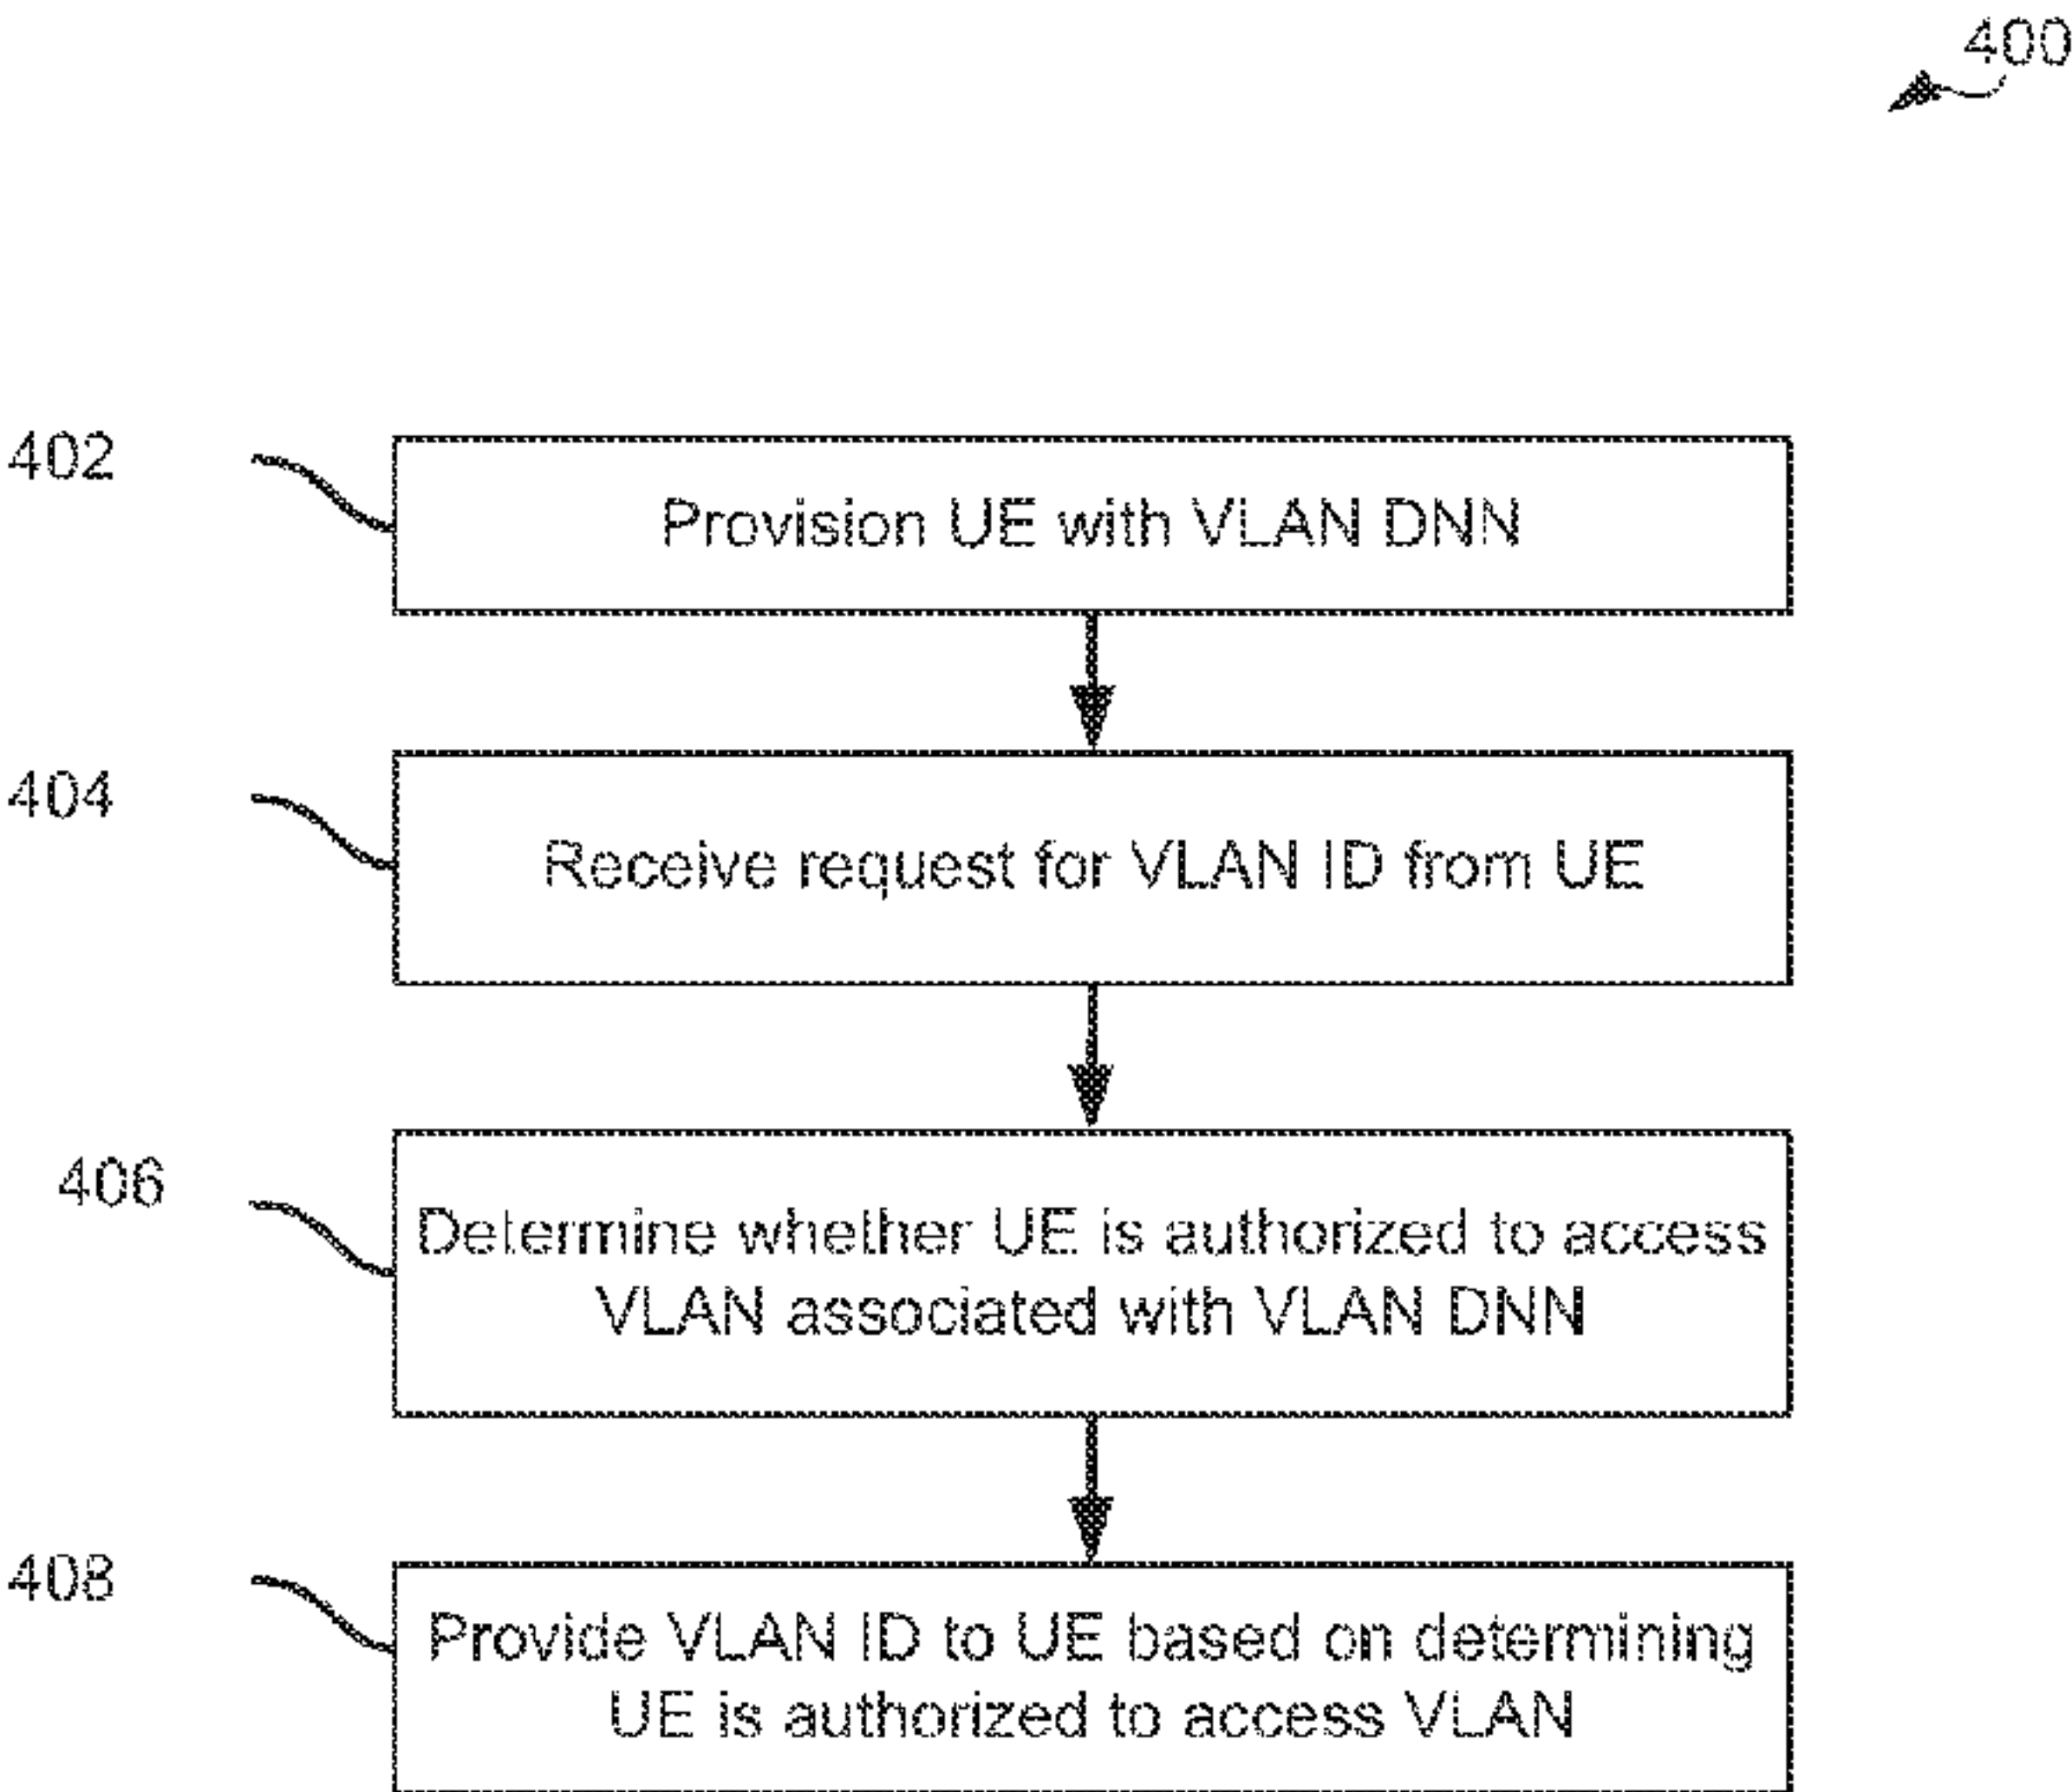 400
402
Provision UE with VLAN DNN
404
Receive request for VLAN ID from UE
406
Determine whether UE is authorized to access
VLAN associated with VLAN DNN
408
Provide VLAN ID to UE based on determining
UE is authorized to access VLAN